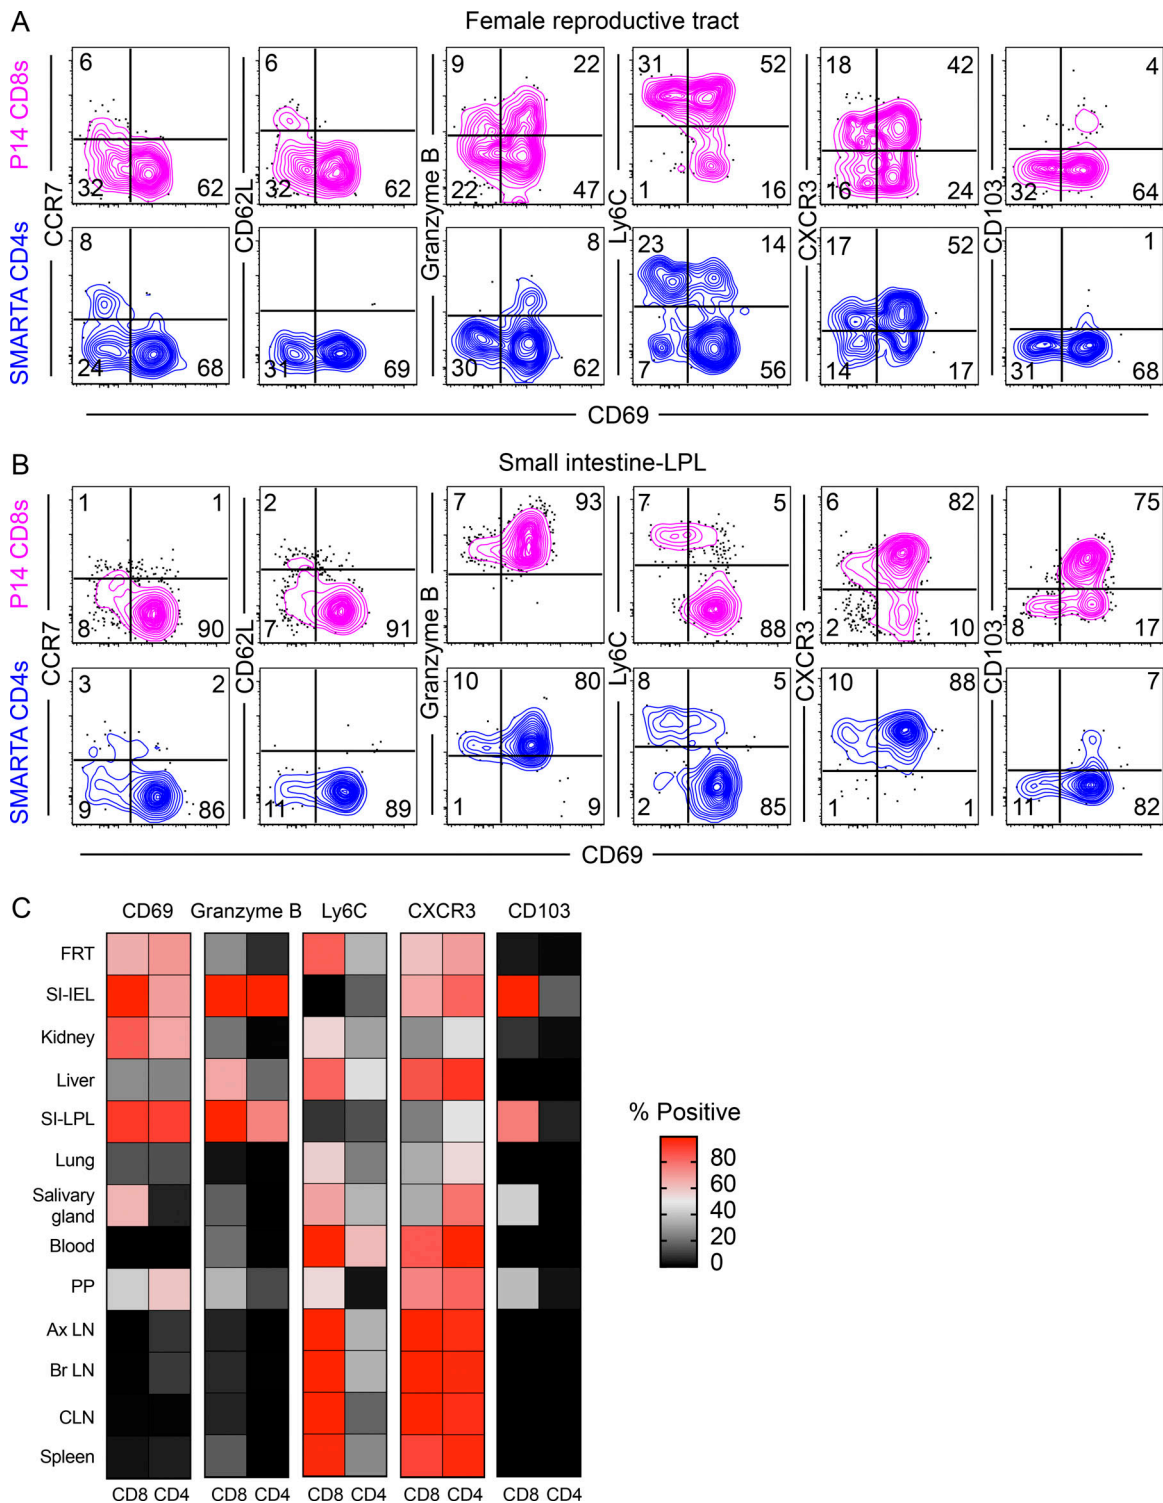 A
Female reproductive tract
P14 CD8s
CCR7
6
32
62
CD62L
6
32
62
Granzyme B
9
22
22
47
Ly6C
31
52
1
16
CXCR3
18
42
16
24
CD103
4
32
64
SMARTA CD4s
8
24
68
31
69
8
30
62
23
14
7
56
17
52
14
17
1
31
68
CD69
B
Small intestine-LPL
P14 CD8s
CCR7
1
1
8
90
CD62L
2
7
91
Granzyme B
7
93
Ly6C
7
5
88
CXCR3
6
82
2
10
CD103
75
8
17
SMARTA CD4s
3
2
9
86
11
89
10
80
1
9
8
5
2
85
10
88
1
1
7
11
82
CD69
C
CD69 Granzyme B Ly6C CXCR3 CD103
FRT
SI-IEL
Kidney
Liver
SI-LPL
Lung
Salivary
gland
Blood
PP
Ax LN
Br LN
CLN
Spleen
CD8 CD4 CD8 CD4 CD8 CD4 CD8 CD4 CD8 CD4
% Positive
80
60
40
20
0